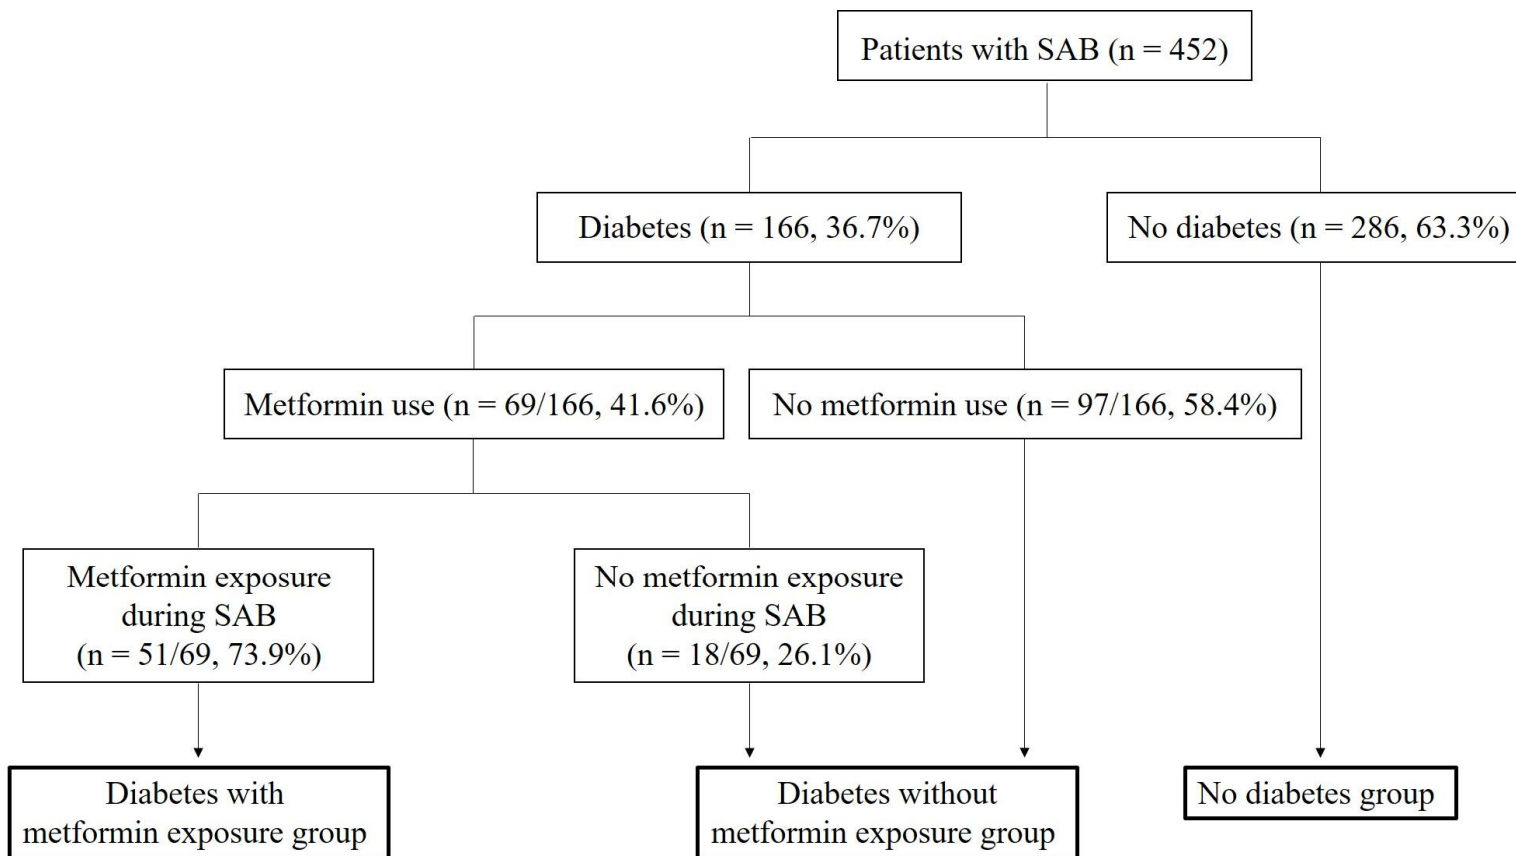 Patients with SAB (n = 452)
Diabetes (n = 166, 36.7%)
No diabetes (n = 286, 63.3%)
Metformin use (n = 69/166, 41.6%)
No metformin use (n = 97/166, 58.4%)
Metformin exposure
during SAB
(n = 51/69, 73.9%)
No metformin exposure
during SAB
(n = 18/69, 26.1%)
Diabetes with
metformin exposure group
Diabetes without
metformin exposure group
No diabetes group